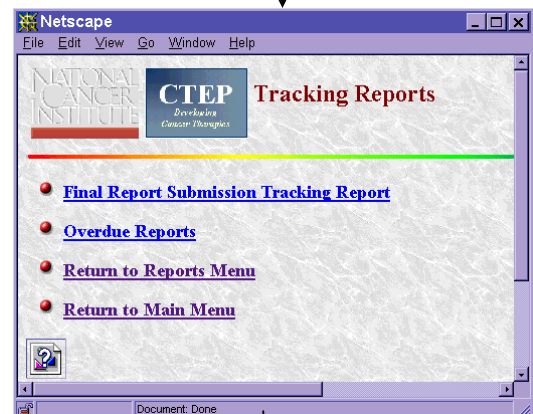 Netscape
File Edit View Go Window Help
NATIONAL
CANCER
INSTITUTE
CTEP
Developing
Cancer Therapies
Tracking Reports
Final Report Submission Tracking Report
Overdue Reports
Return to Reports Menu
Return to Main Menu
Document: Done